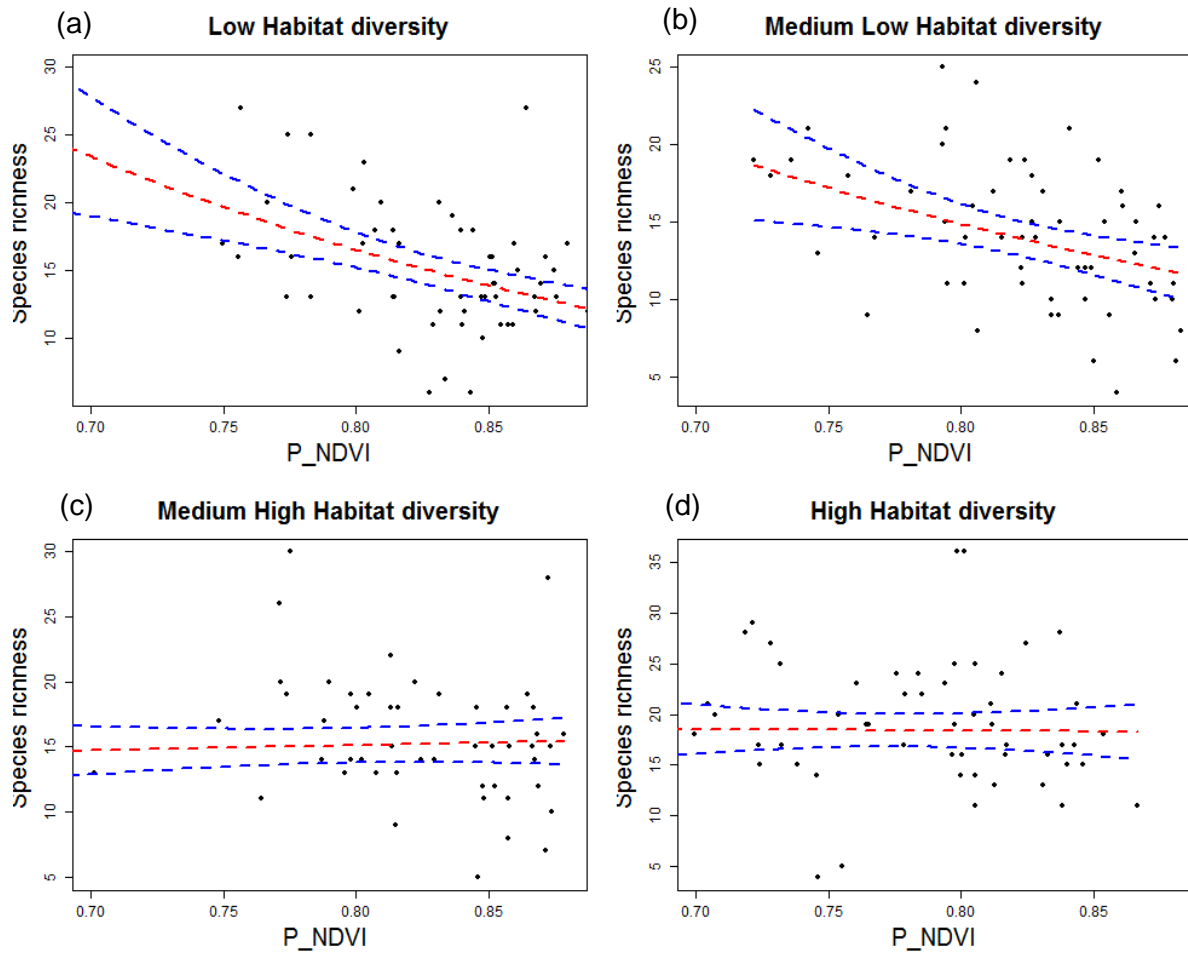 (a)
Low Habitat diversity
Species richness
30
25
20
15
10
0.70 0.75 0.80 0.85
P_NDVI
(b)
Medium Low Habitat diversity
Species richness
25
20
15
10
5
0.70 0.75 0.80 0.85
P_NDVI
(c)
Medium High Habitat diversity
Species richness
30
25
20
15
10
5
0.70 0.75 0.80 0.85
P_NDVI
(d)
High Habitat diversity
Species richness
35
30
25
20
15
10
5
0.70 0.75 0.80 0.85
P_NDVI